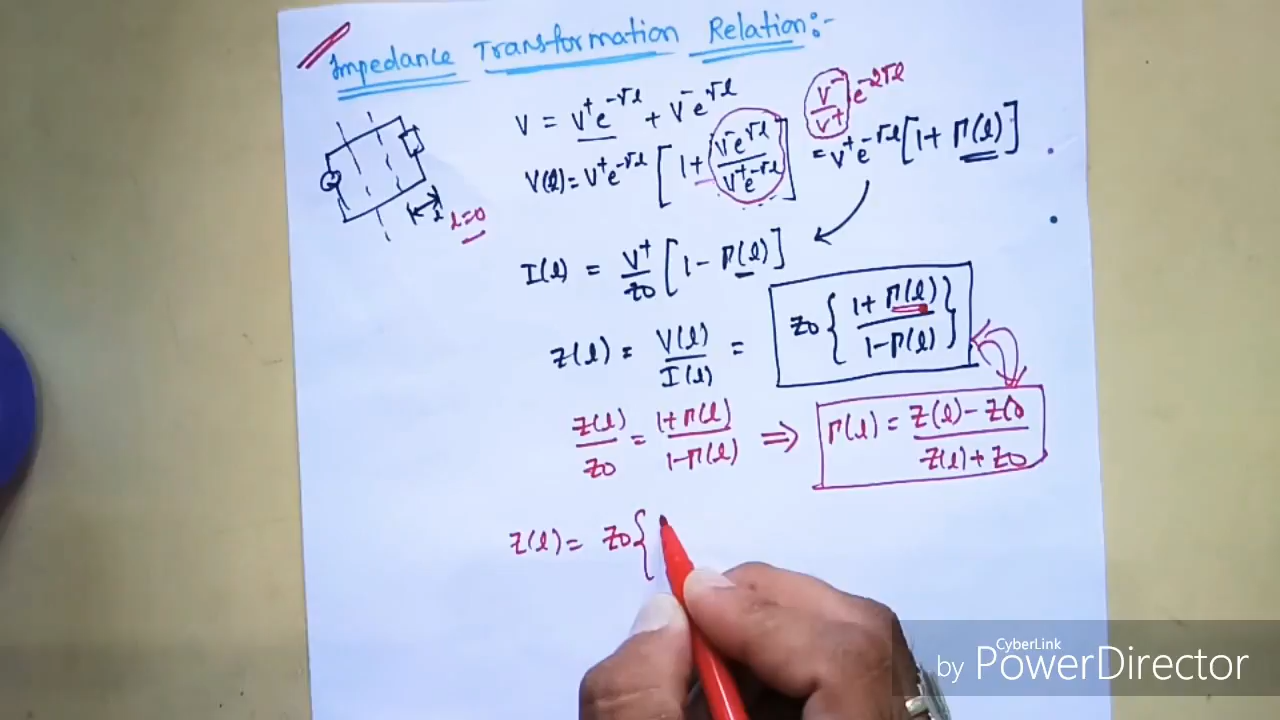 Impedance Transformation Relation:-
V = V⁺e^-γl + V⁻e^γl
V(l) = V⁺e^-γl [1 + V⁻e^γl / V⁺e^-γl] = V⁺e^-γl [1 + Γ(l)]
V⁻/V⁺ e^-2γl
l
l=0
I(l) = V⁺/Z0 [1 - Γ(l)]
Z(l) = V(l)/I(l) = Z0 {1 + Γ(l) / 1 - Γ(l)}
Z(l)/Z0 = 1+Γ(l) / 1-Γ(l) ⇒ Γ(l) = Z(l) - Z0 / Z(l) + Z0
Z(l) = Z0 {
CyberLink
by PowerDirector